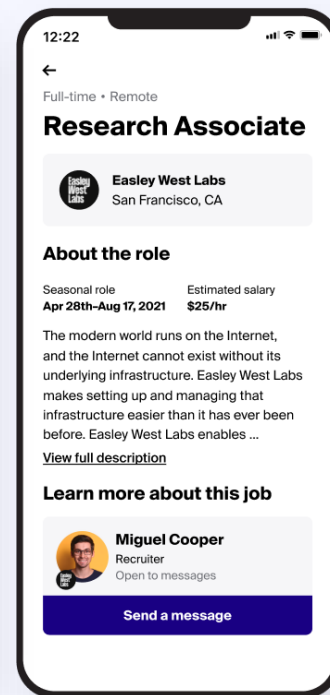 12:22
Full-time • Remote
Research Associate
Easley West Labs
Easley West Labs
San Francisco, CA
About the role
Seasonal role
Estimated salary
Apr 28th-Aug 17, 2021
$25/hr
The modern world runs on the Internet,
and the Internet cannot exist without its
underlying infrastructure. Easley West Labs
makes setting up and managing that
infrastructure easier than it has ever been
before. Easley West Labs enables ...
View full description
Learn more about this job
Miguel Cooper
Recruiter
Open to messages
Easley West Labs
Send a message